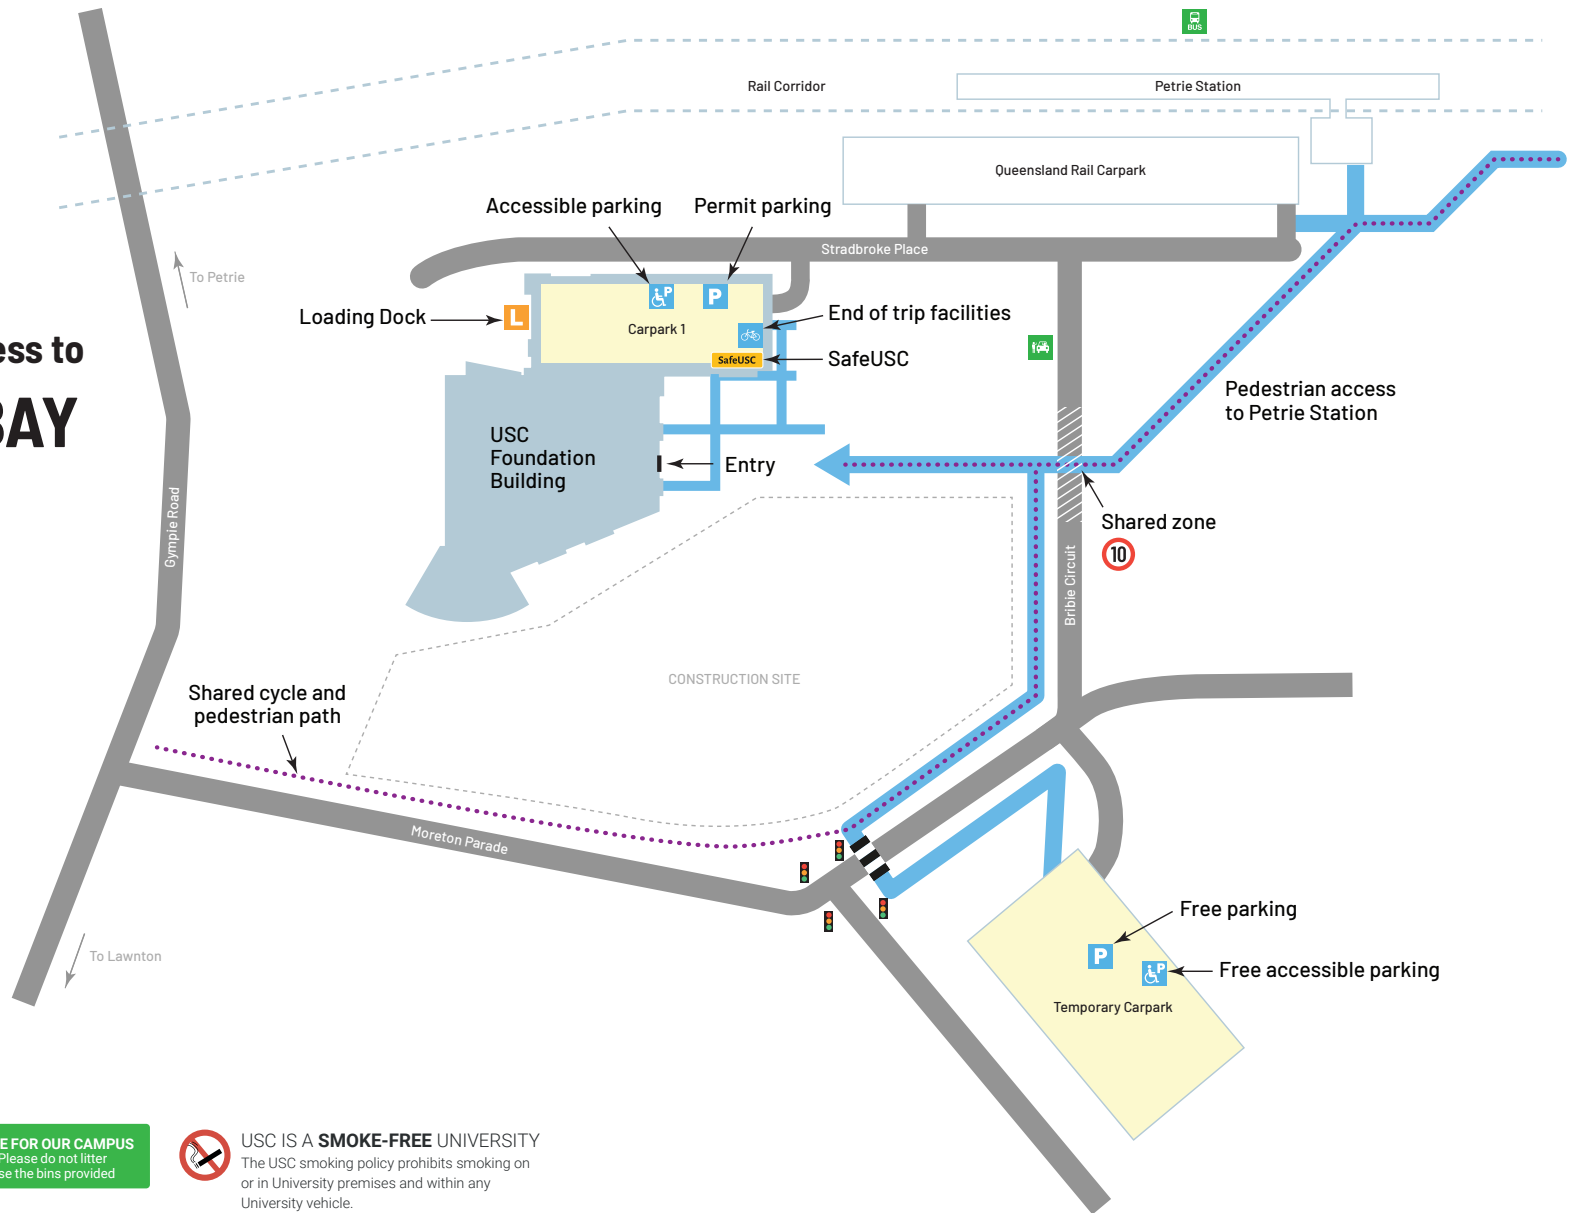 BUS
Rail Corridor
Petrie Station
Queensland Rail Carpark
Accessible parking
Permit parking
Stradbroke Place
To Petrie
P
P
L
Loading Dock
Carpark 1
End of trip facilities
SafeUSC
SafeUSC
ess to
BAY
Pedestrian access
to Petrie Station
USC
Foundation
Building
Entry
Shared zone
10
Gympie Road
Bribie Circuit
CONSTRUCTION SITE
Shared cycle and
pedestrian path
Moreton Parade
To Lawnton
Free parking
P
P
Free accessible parking
Temporary Carpark
E FOR OUR CAMPUS
Please do not litter
se the bins provided
USC IS A SMOKE-FREE UNIVERSITY
The USC smoking policy prohibits smoking on
or in University premises and within any
University vehicle.